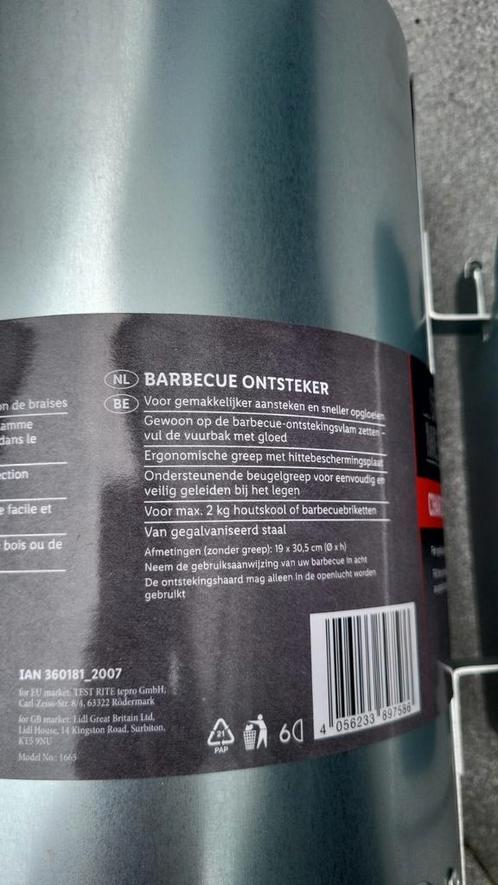 NL BARBECUE ONTSTEKER
BE Voor gemakkelijker aansteken en sneller opgloeien
Gewoon op de barbecue-ontstekingsvlam zetten –
vul de vuurbak met gloed
Ergonomische greep met hittebeschermingsplaat
Ondersteunende beugelgreep voor eenvoudig en
veilig geleiden bij het legen
Voor max. 2 kg houtskool of barbecuebriketten
Van gegalvaniseerd staal
Afmetingen (zonder greep): 19 x 30,5 cm (Ø x h)
Neem de gebruiksaanwijzing van uw barbecue in acht
De ontstekingshaard mag alleen in de openlucht worden
gebruikt
on de braises
amme
dans le
ection
e facile et
e bois ou de
IAN 360181_2007
for EU market: TEST RITE tepro GmbH,
Carl-Zeiss-Str. 8/4, 63322 Rödermark
for GB market: Lidl Great Britain Ltd,
Lidl House, 14 Kingston Road, Surbiton,
KT5 9NU
Model No.: 1665
21
PAP
6
4 056233 897586